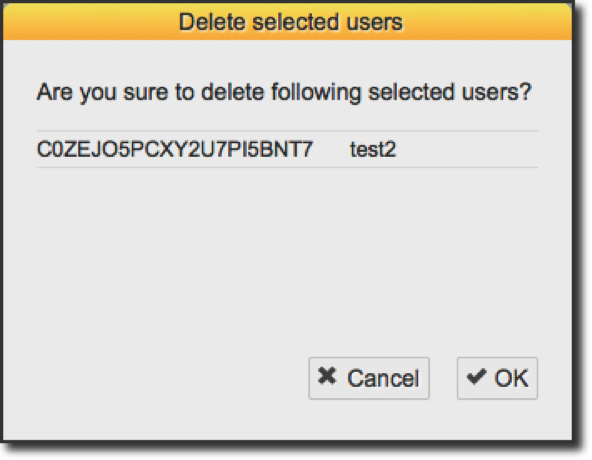 Delete selected users
Are you sure to delete following selected users?
C0ZEJO5PCXY2U7PI5BNT7 test2
Cancel OK